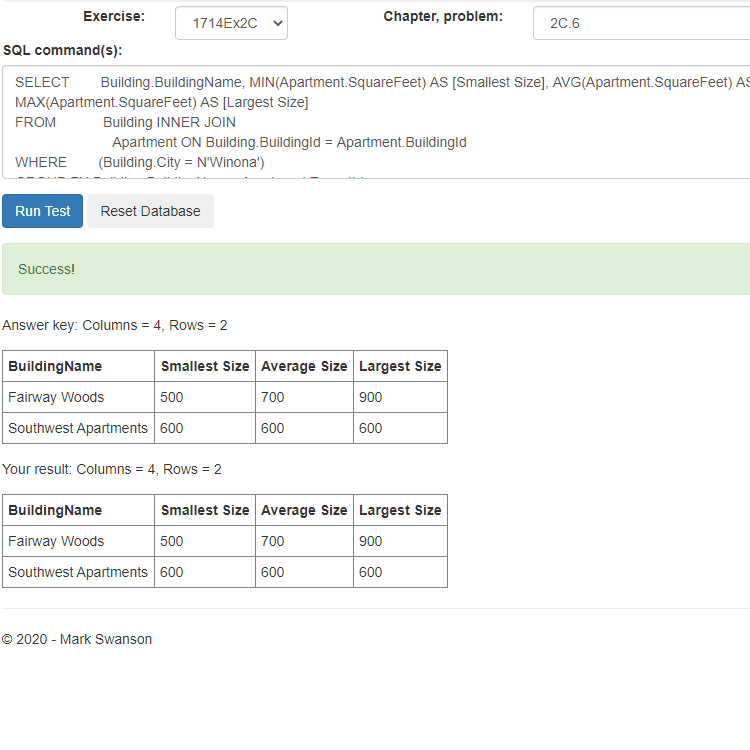 Exercise: 1714Ex2C Chapter, problem: 2C.6
SQL command(s):
SELECT Building.BuildingName, MIN(Apartment.SquareFeet) AS [Smallest Size], AVG(Apartment.SquareFeet) AS
MAX(Apartment.SquareFeet) AS [Largest Size]
FROM Building INNER JOIN
Apartment ON Building.BuildingId = Apartment.BuildingId
WHERE (Building.City = N'Winona')
Run Test Reset Database
Success!
Answer key: Columns = 4, Rows = 2
BuildingName Smallest Size Average Size Largest Size
Fairway Woods 500 700 900
Southwest Apartments 600 600 600
Your result: Columns = 4, Rows = 2
BuildingName Smallest Size Average Size Largest Size
Fairway Woods 500 700 900
Southwest Apartments 600 600 600
© 2020 - Mark Swanson